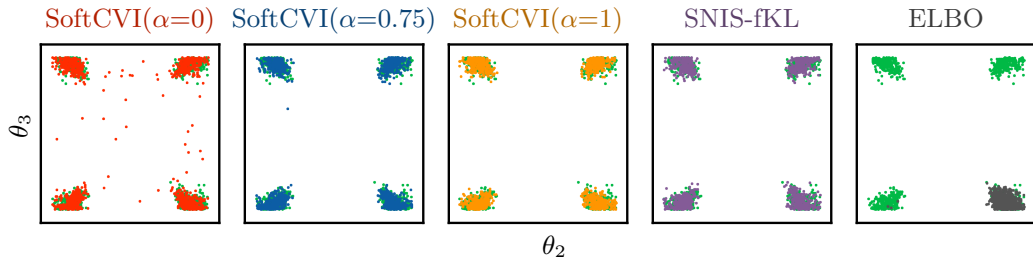 SoftCVI(α=0) SoftCVI(α=0.75) SoftCVI(α=1) SNIS-fKL ELBO
θ₃
θ₂